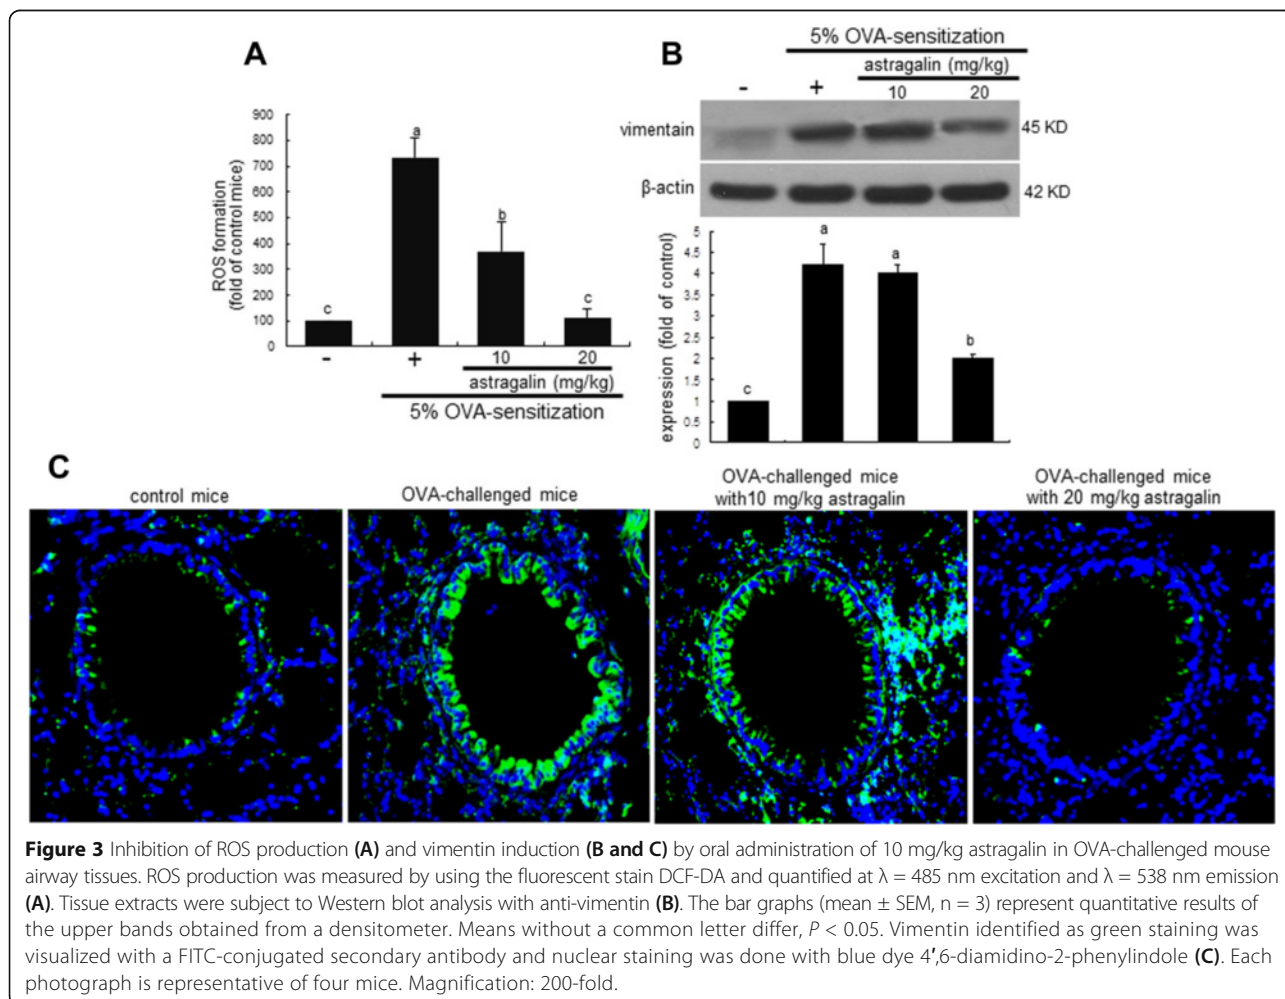 A
900
800
700
600
500
400
300
200
100
0
ROS formation
(fold of control mice)
c
a
b
c
-
+
10
20
astragalin (mg/kg)
5% OVA-sensitization
B
5% OVA-sensitization
astragalin (mg/kg)
-
+
10
20
vimentain
45 KD
β-actin
42 KD
5
4.5
4
3.5
3
2.5
2
1.5
1
0.5
0
expression (fold of control)
c
a
a
b
C
control mice
OVA-challenged mice
OVA-challenged mice
with10 mg/kg astragalin
OVA-challenged mice
with 20 mg/kg astragalin
Figure 3 Inhibition of ROS production (A) and vimentin induction (B and C) by oral administration of 10 mg/kg astragalin in OVA-challenged mouse
airway tissues. ROS production was measured by using the fluorescent stain DCF-DA and quantified at λ = 485 nm excitation and λ = 538 nm emission
(A). Tissue extracts were subject to Western blot analysis with anti-vimentin (B). The bar graphs (mean ± SEM, n = 3) represent quantitative results of
the upper bands obtained from a densitometer. Means without a common letter differ, P < 0.05. Vimentin identified as green staining was
visualized with a FITC-conjugated secondary antibody and nuclear staining was done with blue dye 4′,6-diamidino-2-phenylindole (C). Each
photograph is representative of four mice. Magnification: 200-fold.